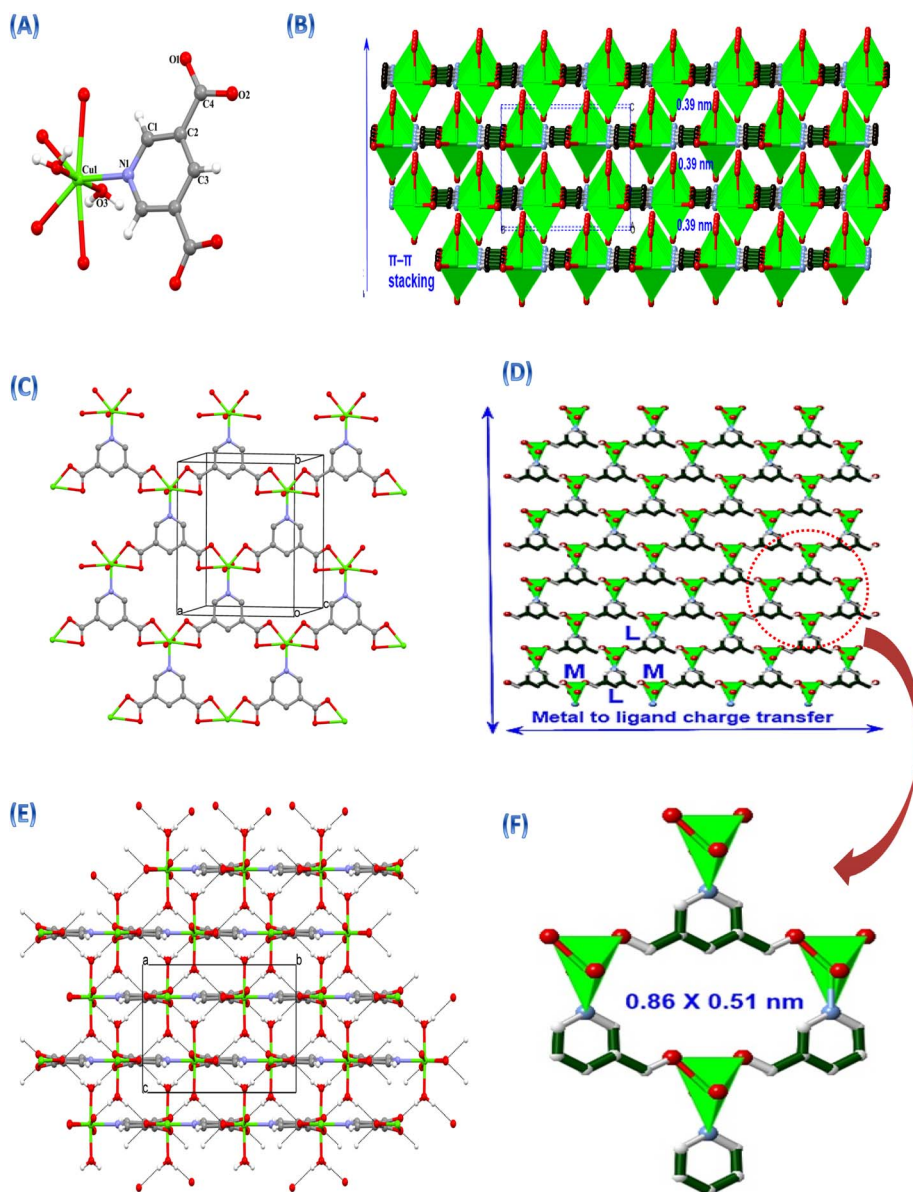 (A)
O1
O2
C4
C1
C2
Cu1
N1
C3
O3
(B)
0.39 nm
0.39 nm
0.39 nm
π–π
stacking
(C)
b
a
o
c
(D)
L
M
M
L
Metal to ligand charge transfer
(E)
a
b
c
(F)
0.86 X 0.51 nm